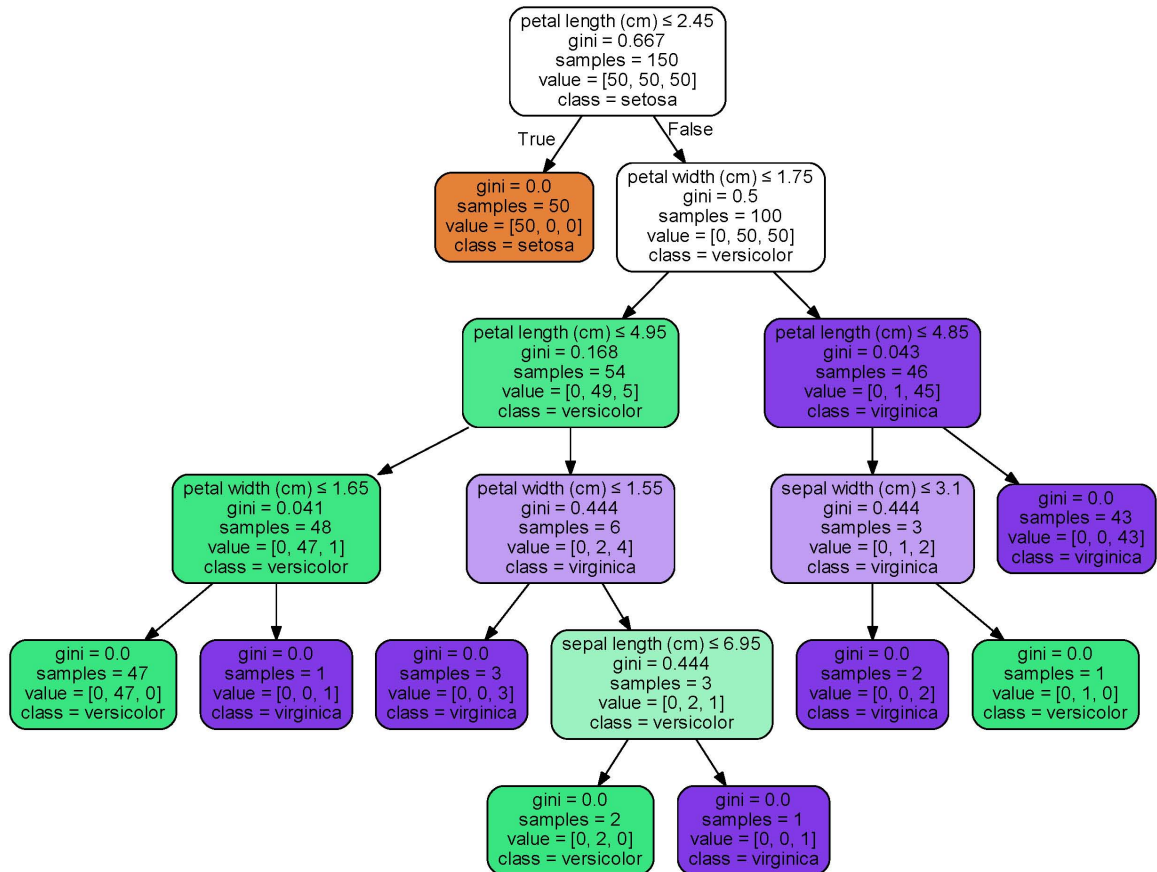 petal length (cm) ≤ 2.45
gini = 0.667
samples = 150
value = [50, 50, 50]
class = setosa
True
False
gini = 0.0
samples = 50
value = [50, 0, 0]
class = setosa
petal width (cm) ≤ 1.75
gini = 0.5
samples = 100
value = [0, 50, 50]
class = versicolor
petal length (cm) ≤ 4.95
gini = 0.168
samples = 54
value = [0, 49, 5]
class = versicolor
petal length (cm) ≤ 4.85
gini = 0.043
samples = 46
value = [0, 1, 45]
class = virginica
petal width (cm) ≤ 1.65
gini = 0.041
samples = 48
value = [0, 47, 1]
class = versicolor
petal width (cm) ≤ 1.55
gini = 0.444
samples = 6
value = [0, 2, 4]
class = virginica
sepal width (cm) ≤ 3.1
gini = 0.444
samples = 3
value = [0, 1, 2]
class = virginica
gini = 0.0
samples = 43
value = [0, 0, 43]
class = virginica
gini = 0.0
samples = 47
value = [0, 47, 0]
class = versicolor
gini = 0.0
samples = 1
value = [0, 0, 1]
class = virginica
gini = 0.0
samples = 3
value = [0, 0, 3]
class = virginica
sepal length (cm) ≤ 6.95
gini = 0.444
samples = 3
value = [0, 2, 1]
class = versicolor
gini = 0.0
samples = 2
value = [0, 0, 2]
class = virginica
gini = 0.0
samples = 1
value = [0, 1, 0]
class = versicolor
gini = 0.0
samples = 2
value = [0, 2, 0]
class = versicolor
gini = 0.0
samples = 1
value = [0, 0, 1]
class = virginica